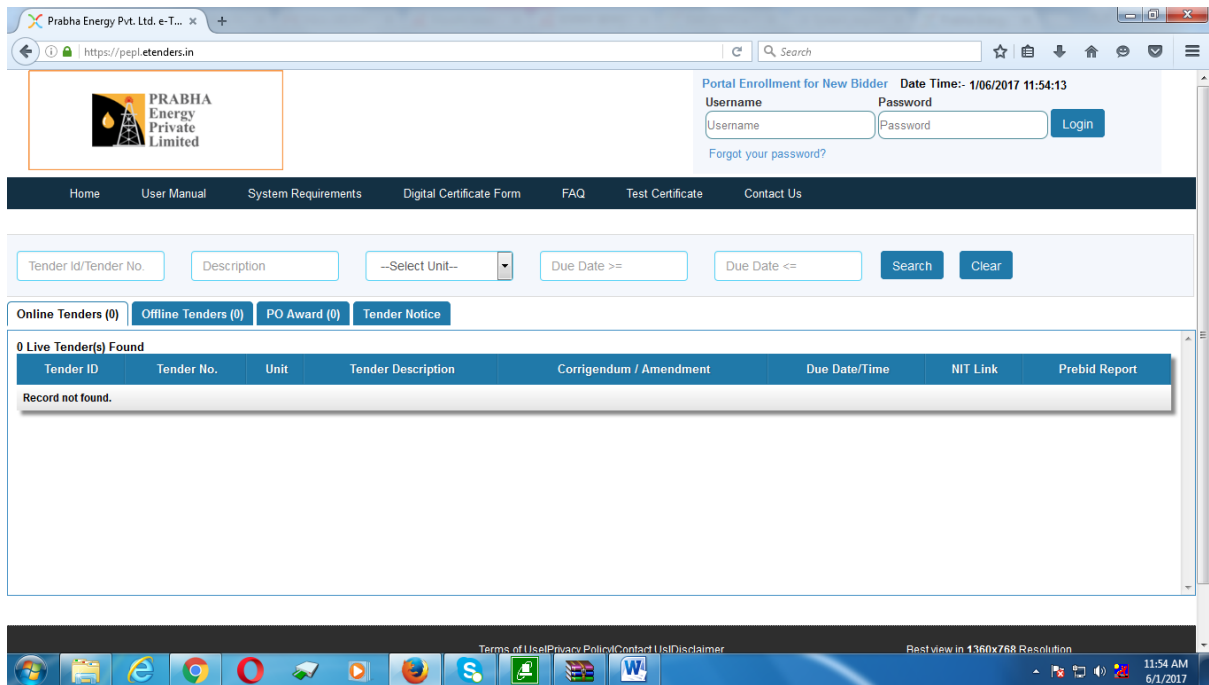 Prabha Energy Pvt. Ltd. e-T...
https://pepl.etenders.in
Search
PRABHA
Energy
Private
Limited
Portal Enrollment for New Bidder Date Time:- 1/06/2017 11:54:13
Username Password
Username Password Login
Forgot your password?
Home User Manual System Requirements Digital Certificate Form FAQ Test Certificate Contact Us
Tender Id/Tender No. Description --Select Unit-- Due Date >= Due Date <= Search Clear
Online Tenders (0) Offline Tenders (0) PO Award (0) Tender Notice
0 Live Tender(s) Found
Tender ID Tender No. Unit Tender Description Corrigendum / Amendment Due Date/Time NIT Link Prebid Report
Record not found.
Terms of Use|Privacy Policy|Contact Us|Disclaimer Best view in 1360x768 Resolution
11:54 AM
6/1/2017